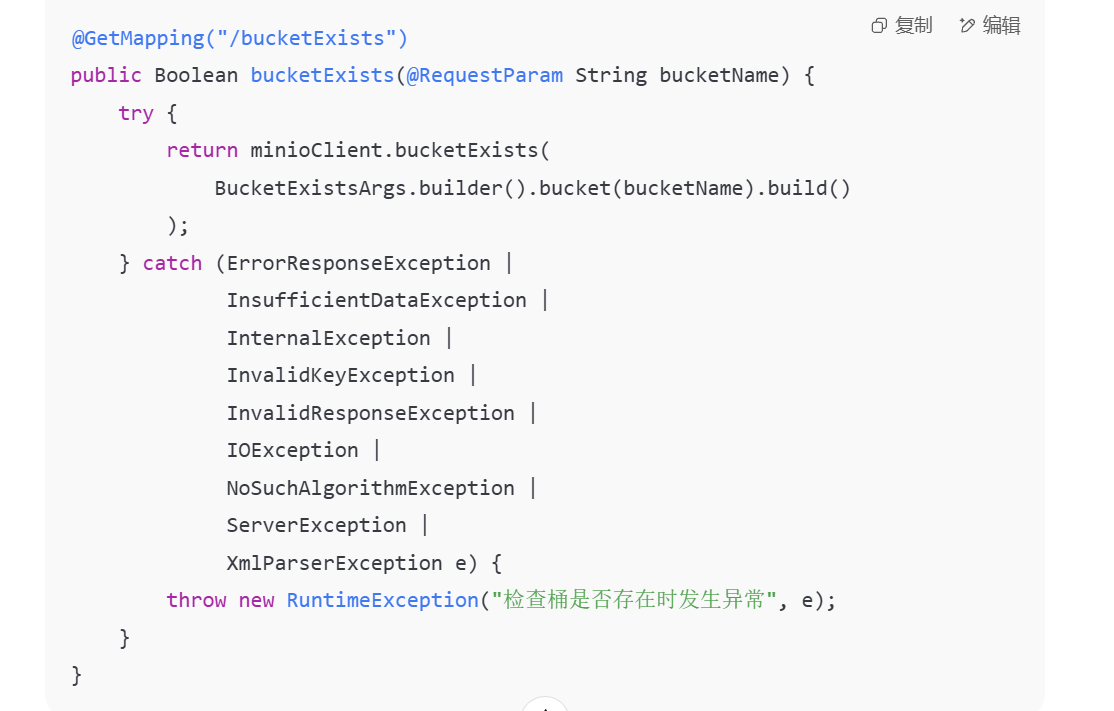 复制 编辑
@GetMapping("/bucketExists")
public Boolean bucketExists(@RequestParam String bucketName) {
    try {
        return minioClient.bucketExists(
            BucketExistsArgs.builder().bucket(bucketName).build()
        );
    } catch (ErrorResponseException |
             InsufficientDataException |
             InternalException |
             InvalidKeyException |
             InvalidResponseException |
             IOException |
             NoSuchAlgorithmException |
             ServerException |
             XmlParserException e) {
        throw new RuntimeException("检查桶是否存在时发生异常", e);
    }
}